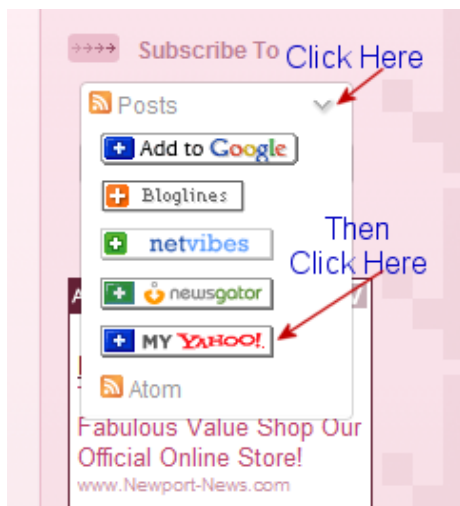 Subscribe To
Click Here
Posts
Add to Google
Bloglines
netvibes
Then
Click Here
newsgator
MY YAHOO!
Atom
Fabulous Value Shop Our
Official Online Store!
www.Newport-News.com